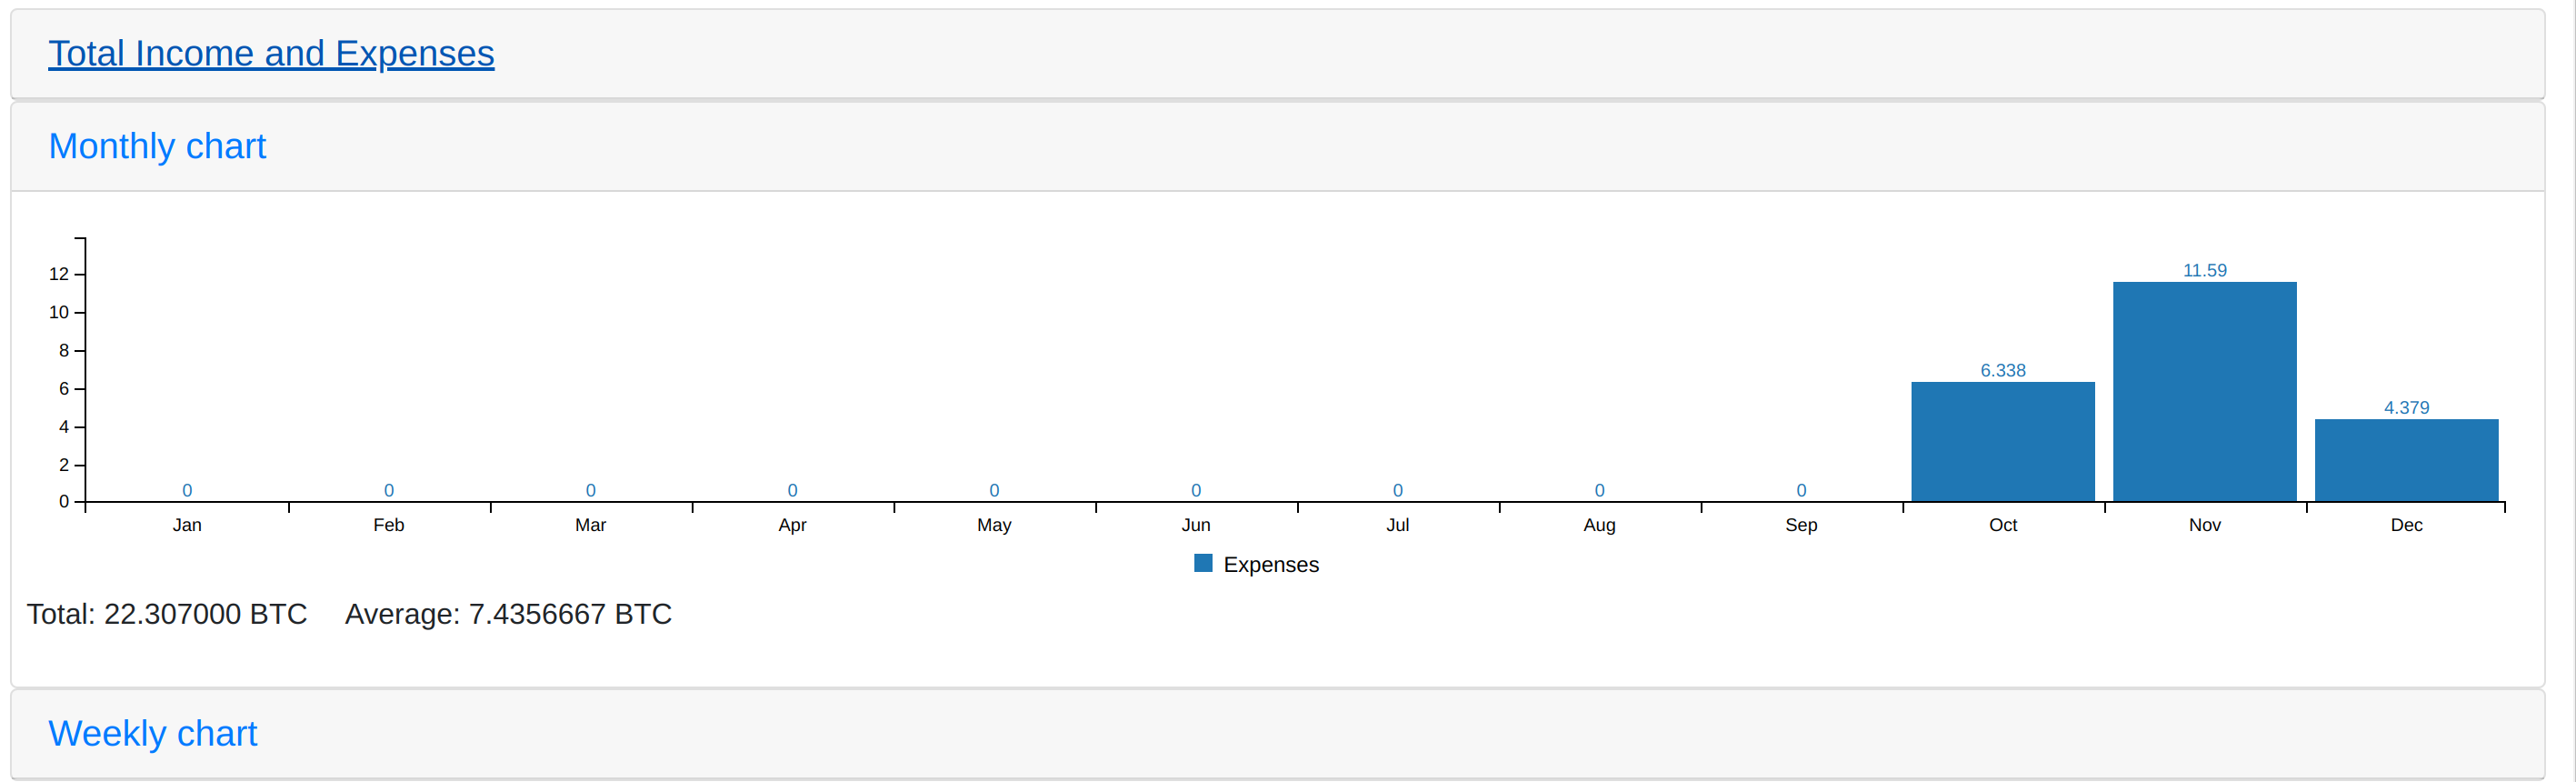 Total Income and Expenses
Monthly chart
12
10
8
6
4
2
0
11.59
6.338
4.379
0 0 0 0 0 0 0 0 0
Jan Feb Mar Apr May Jun Jul Aug Sep Oct Nov Dec
Expenses
Total: 22.307000 BTC Average: 7.4356667 BTC
Weekly chart